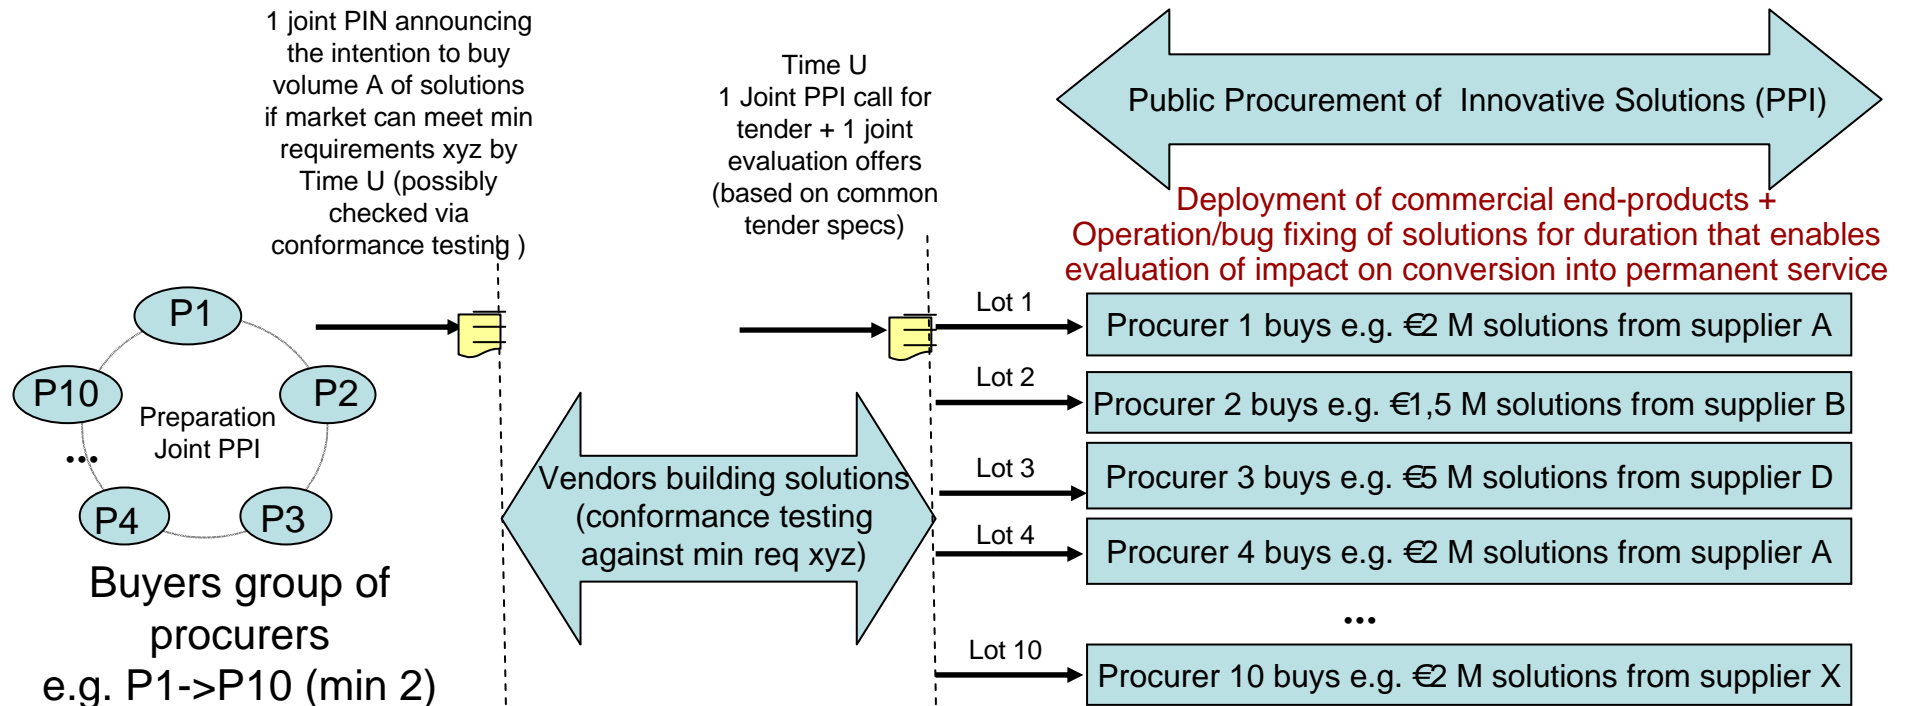 1 joint PIN announcing
the intention to buy
volume A of solutions
if market can meet min
requirements xyz by
Time U (possibly
checked via
conformance testing )
Time U
1 Joint PPI call for
tender + 1 joint
evaluation offers
(based on common
tender specs)
Public Procurement of Innovative Solutions (PPI)
Deployment of commercial end-products +
Operation/bug fixing of solutions for duration that enables
evaluation of impact on conversion into permanent service
P1
P10
P2
Preparation
Joint PPI
...
P4
P3
Buyers group of
procurers
e.g. P1->P10 (min 2)
Vendors building solutions
(conformance testing
against min req xyz)
Lot 1
Procurer 1 buys e.g. €2 M solutions from supplier A
Lot 2
Procurer 2 buys e.g. €1,5 M solutions from supplier B
Lot 3
Procurer 3 buys e.g. €5 M solutions from supplier D
Lot 4
Procurer 4 buys e.g. €2 M solutions from supplier A
...
Lot 10
Procurer 10 buys e.g. €2 M solutions from supplier X